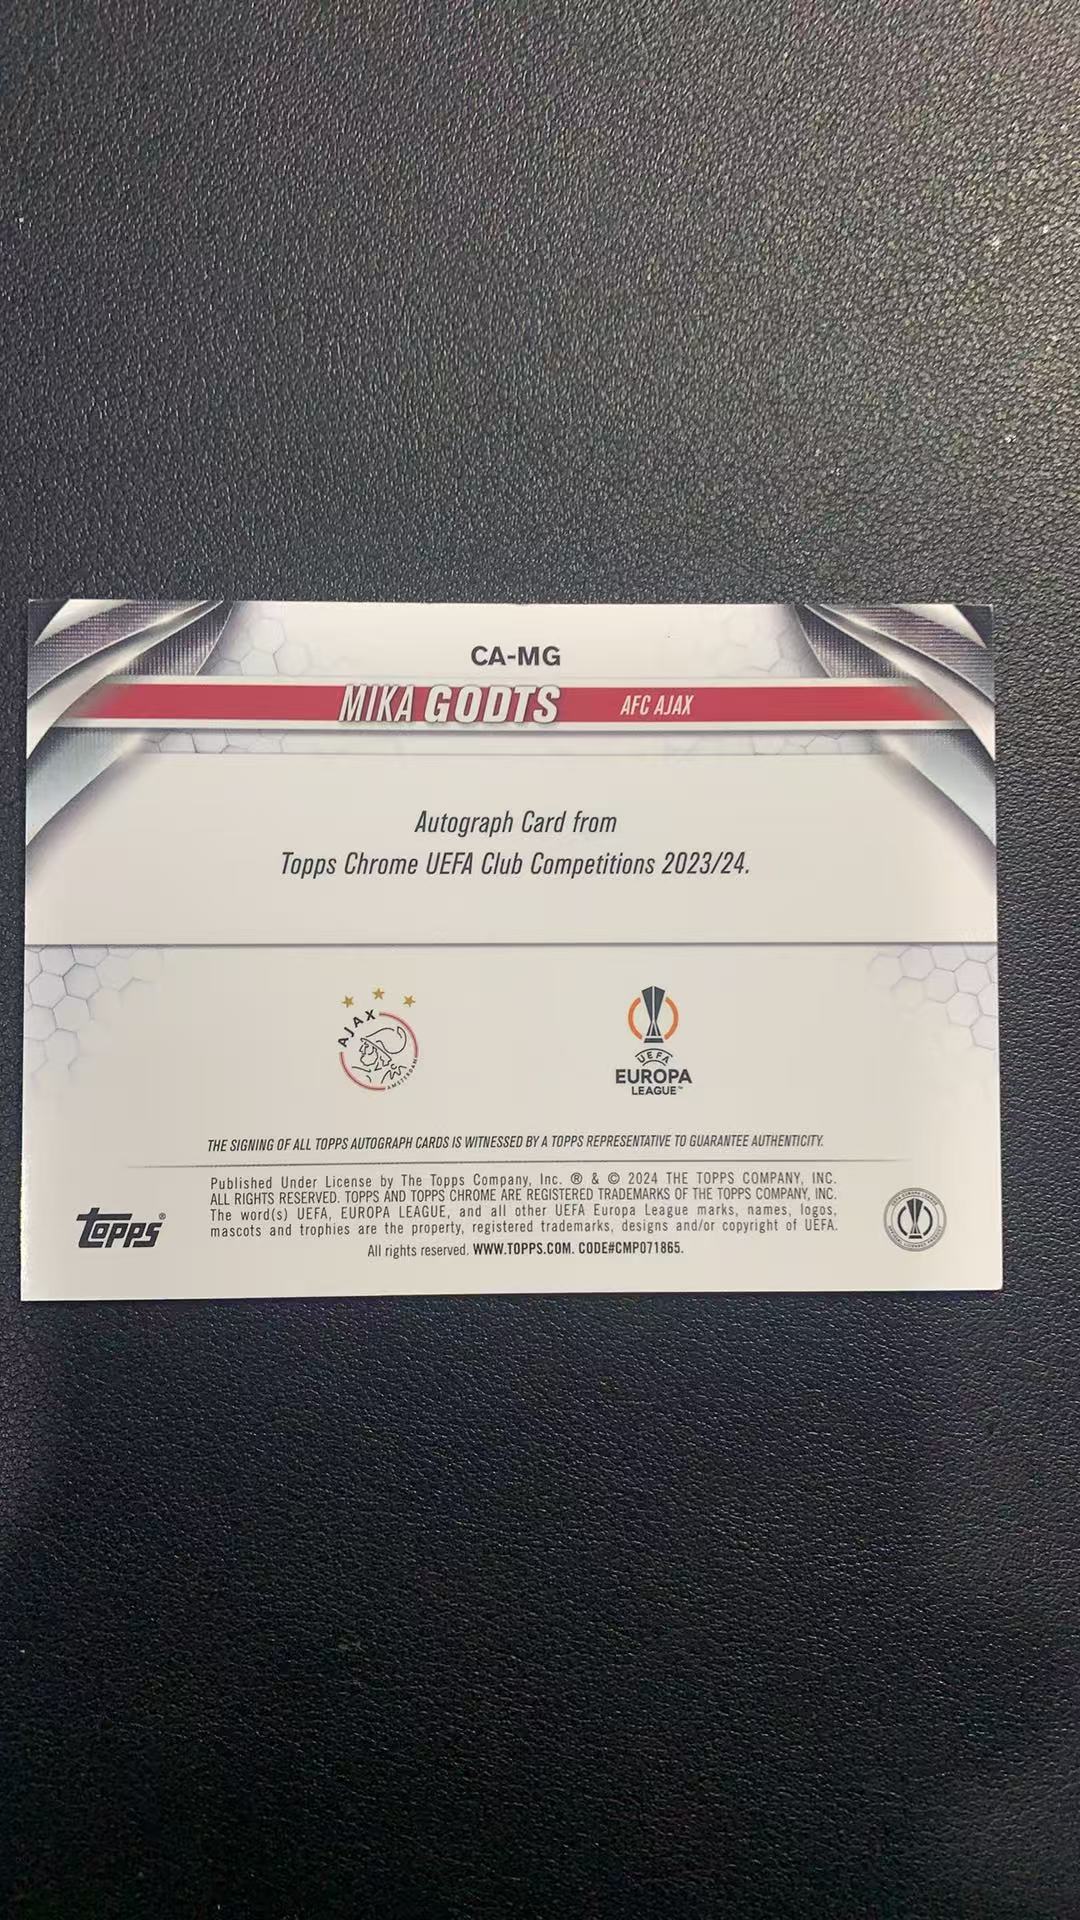 CA-MG
MIKA GODTS AFC AJAX
Autograph Card from
Topps Chrome UEFA Club Competitions 2023/24.
AJAX
AMSTERDAM
UEFA
EUROPA
LEAGUE™
THE SIGNING OF ALL TOPPS AUTOGRAPH CARDS IS WITNESSED BY A TOPPS REPRESENTATIVE TO GUARANTEE AUTHENTICITY.
Published Under License by The Topps Company, Inc. ® & © 2024 THE TOPPS COMPANY, INC.
ALL RIGHTS RESERVED. TOPPS AND TOPPS CHROME ARE REGISTERED TRADEMARKS OF THE TOPPS COMPANY, INC.
The word(s) UEFA, EUROPA LEAGUE, and all other UEFA Europa League marks, names, logos,
mascots and trophies are the property, registered trademarks, designs and/or copyright of UEFA.
All rights reserved. WWW.TOPPS.COM. CODE#CMP071865.
Topps®